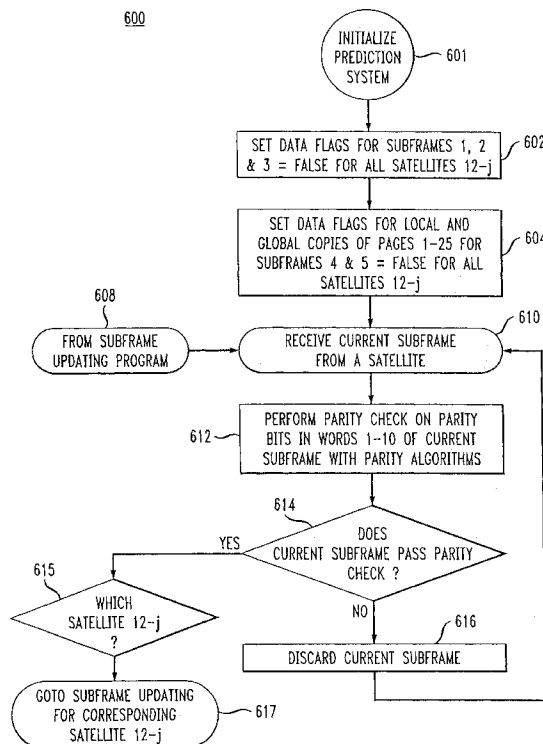 600
INITIALIZE
PREDICTION
SYSTEM
601
SET DATA FLAGS FOR SUBFRAMES 1, 2
& 3 = FALSE FOR ALL SATELLITES 12-j
602
SET DATA FLAGS FOR LOCAL AND
GLOBAL COPIES OF PAGES 1-25 FOR
SUBFRAMES 4 & 5 = FALSE FOR ALL
SATELLITES 12-j
604
608
FROM SUBFRAME
UPDATING PROGRAM
610
RECEIVE CURRENT SUBFRAME
FROM A SATELLITE
612
PERFORM PARITY CHECK ON PARITY
BITS IN WORDS 1-10 OF CURRENT
SUBFRAME WITH PARITY ALGORITHMS
614
DOES
CURRENT SUBFRAME PASS PARITY
CHECK ?
YES
NO
615
WHICH
SATELLITE 12-j
?
616
DISCARD CURRENT SUBFRAME
GOTO SUBFRAME UPDATING
FOR CORRESPONDING
SATELLITE 12-j
617